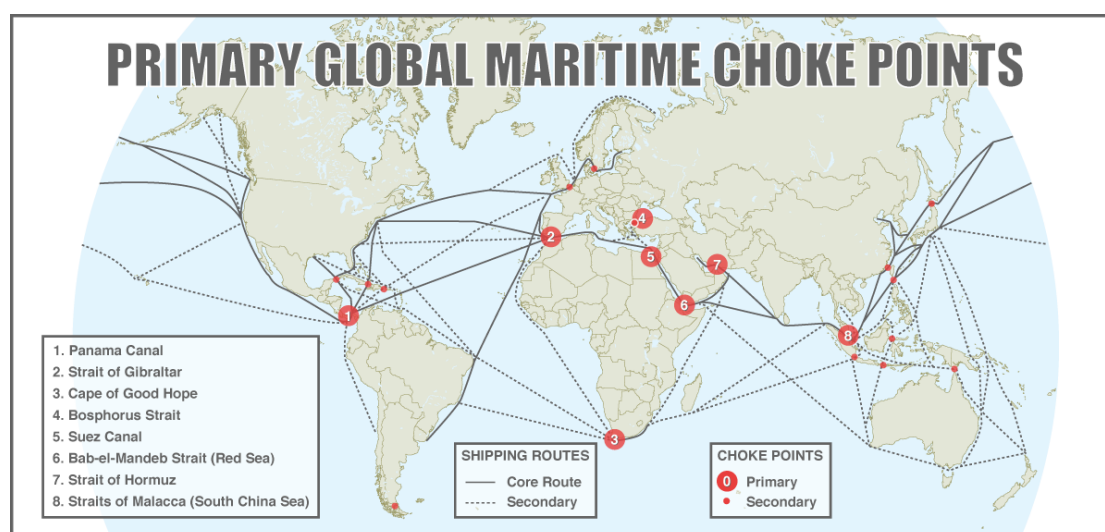 PRIMARY GLOBAL MARITIME CHOKE POINTS
1
2
3
4
5
6
7
8
1. Panama Canal
2. Strait of Gibraltar
3. Cape of Good Hope
4. Bosphorus Strait
5. Suez Canal
6. Bab-el-Mandeb Strait (Red Sea)
7. Strait of Hormuz
8. Straits of Malacca (South China Sea)
SHIPPING ROUTES
Core Route
Secondary
CHOKE POINTS
0 Primary
Secondary